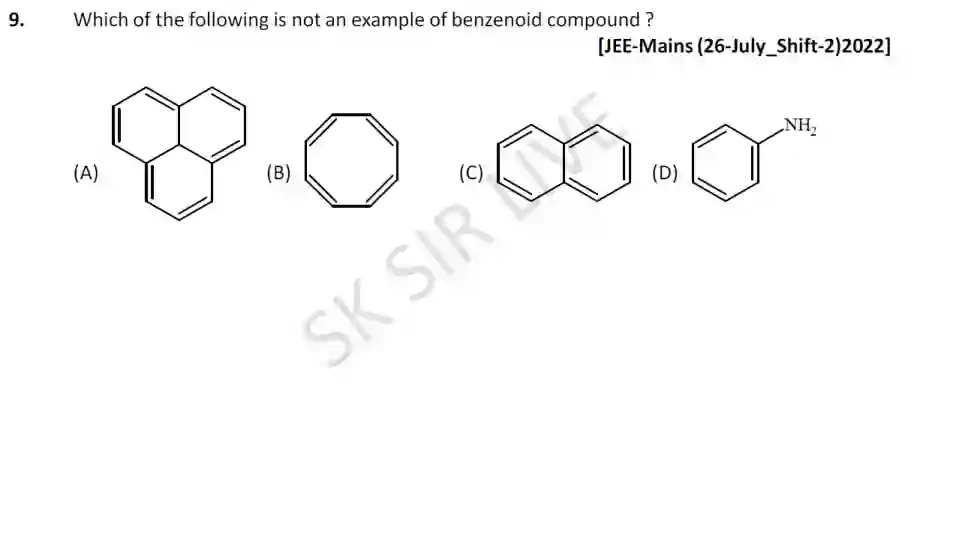 9. Which of the following is not an example of benzenoid compound ?
[JEE-Mains (26-July_Shift-2)2022]
(A)
(B)
(C)
(D)
NH₂
SK SIR LIVE